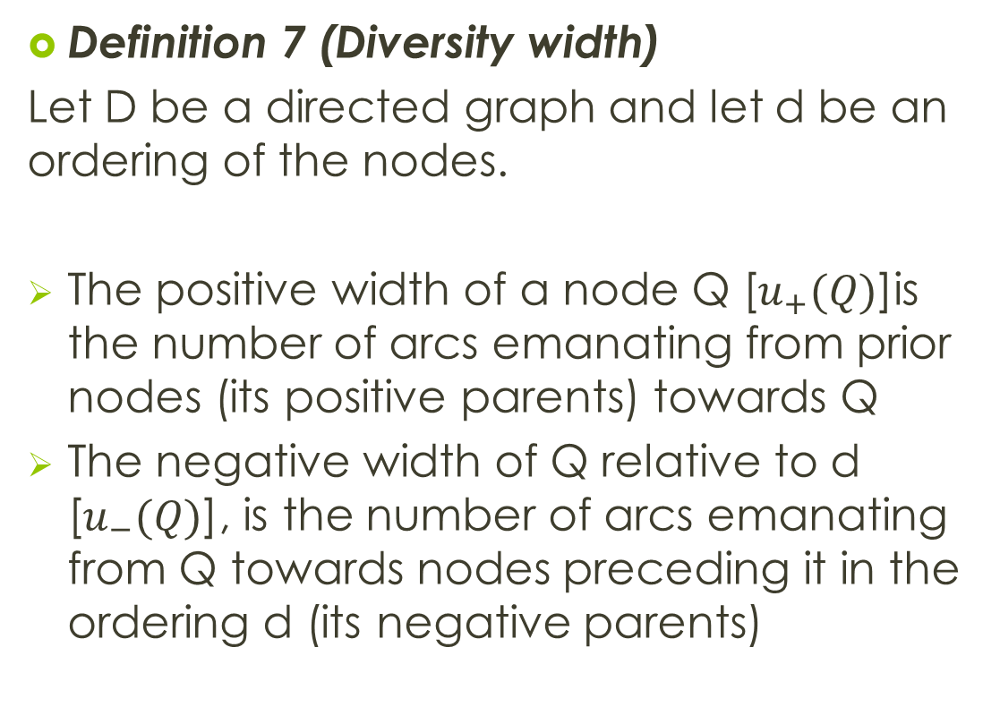 Definition 7 (Diversity width)
Let D be a directed graph and let d be an
ordering of the nodes.
The positive width of a node Q [𝑢₊(𝑄)]is
the number of arcs emanating from prior
nodes (its positive parents) towards Q
The negative width of Q relative to d
[𝑢₋(𝑄)], is the number of arcs emanating
from Q towards nodes preceding it in the
ordering d (its negative parents)